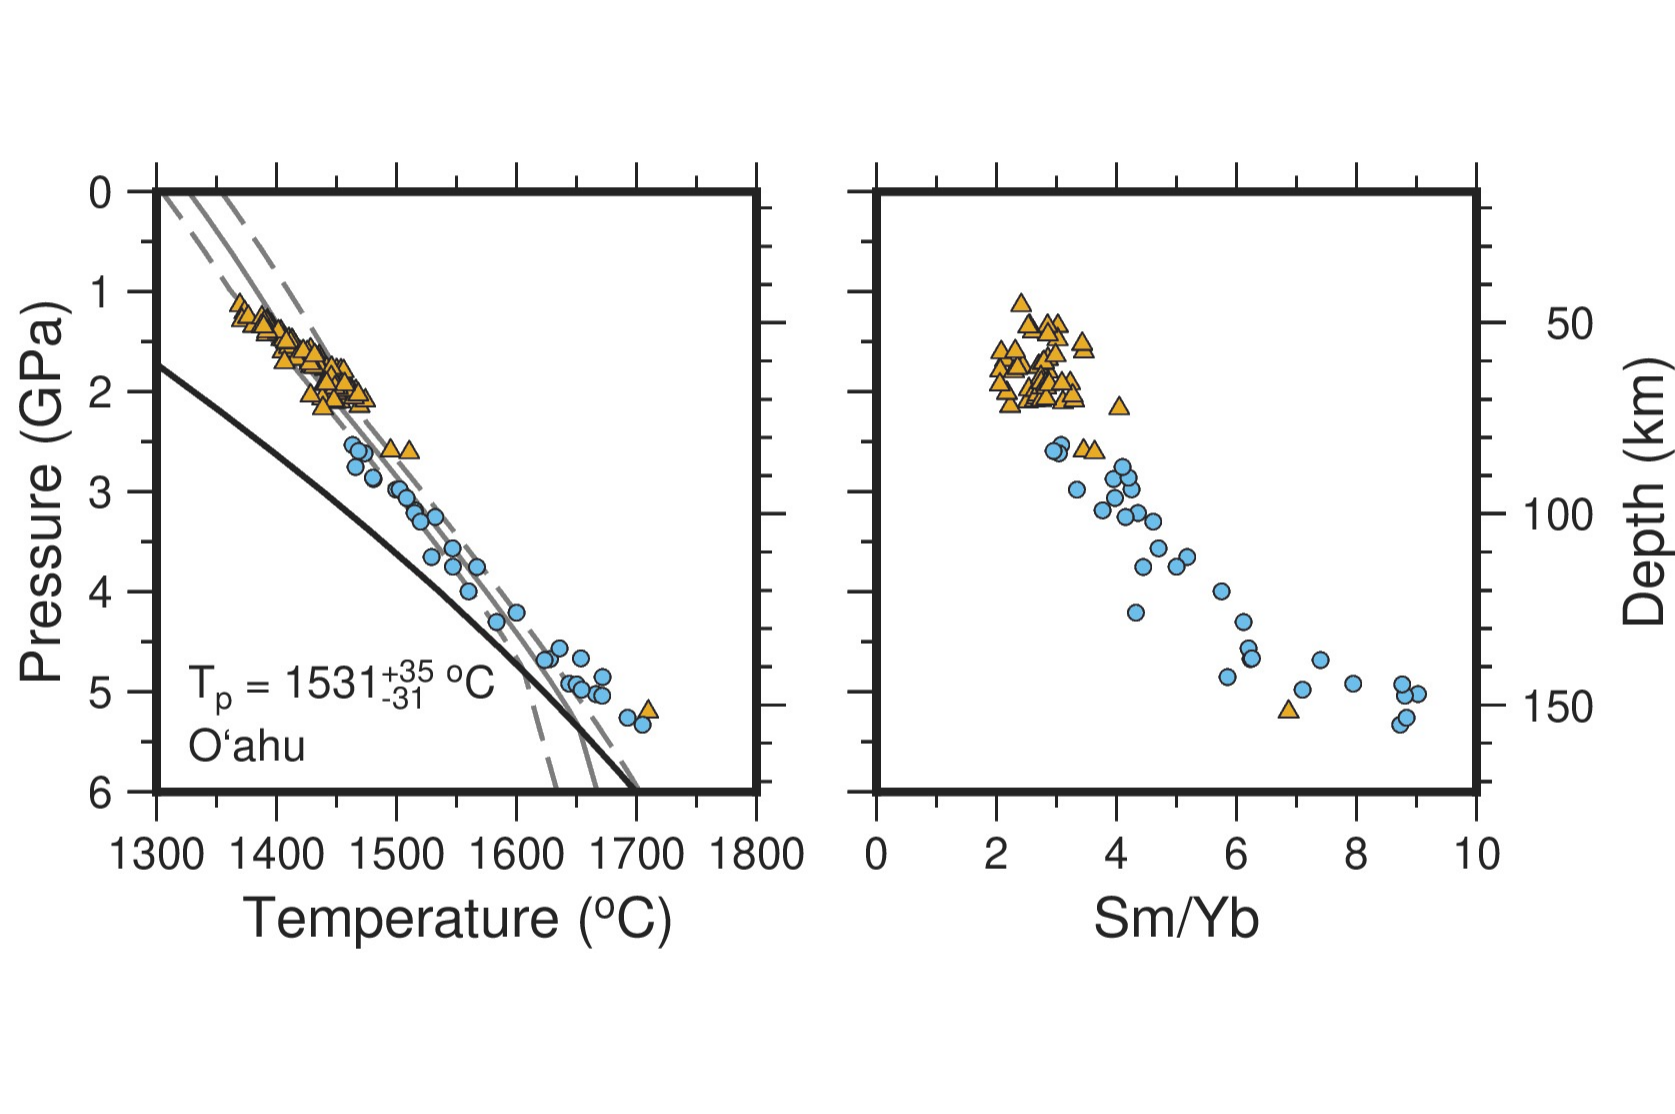 0
1
2
3
4
5
6
Pressure (GPa)
Tp = 1531+35-31 oC
O‘ahu
1300 1400 1500 1600 1700 1800
Temperature (oC)
0 2 4 6 8 10
Sm/Yb
50
100
150
Depth (km)